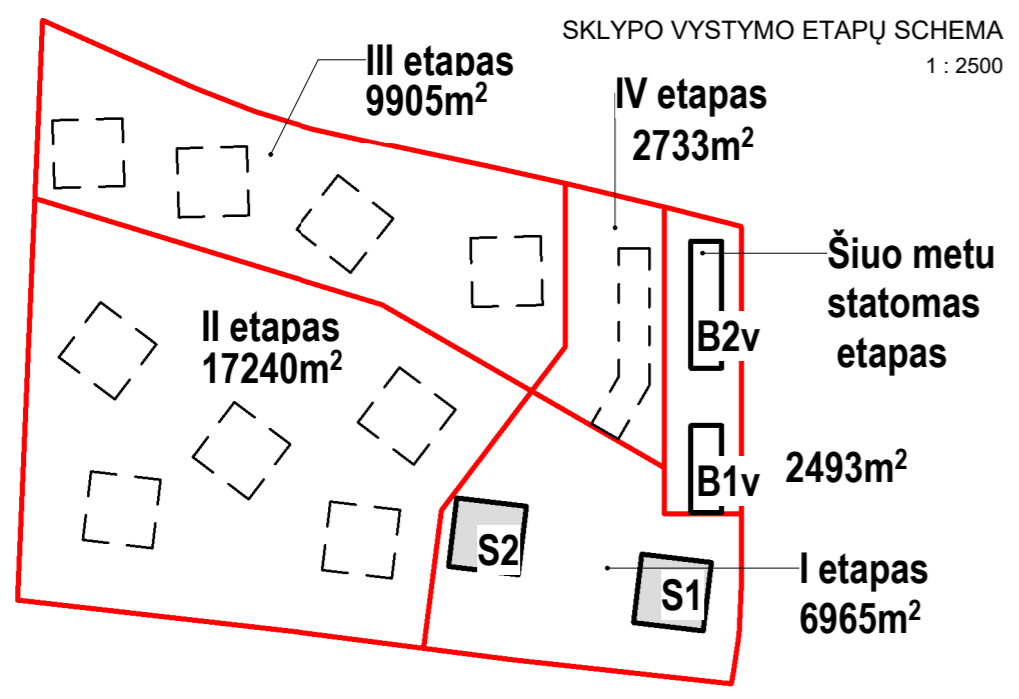 SKLYPO VYSTYMO ETAPŲ SCHEMA
1 : 2500
III etapas
9905m²
IV etapas
2733m²
Šiuo metu
statomas
etapas
B2v
II etapas
17240m²
B1v
2493m²
S2
S1
I etapas
6965m²